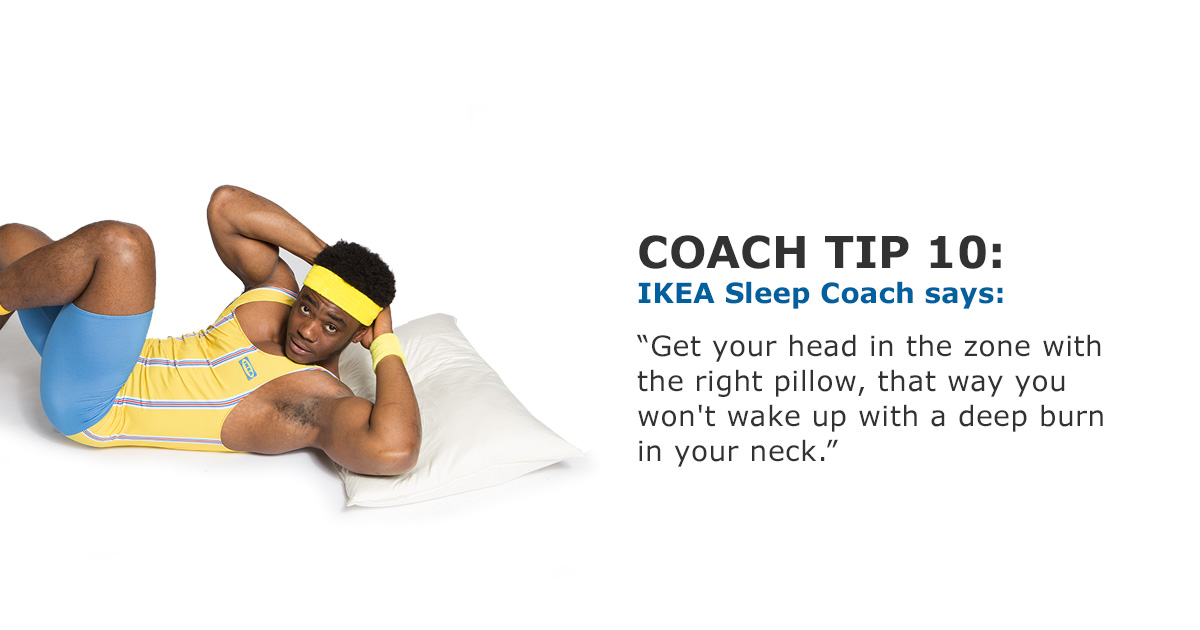 COACH TIP 10:
IKEA Sleep Coach says:
“Get your head in the zone with
the right pillow, that way you
won't wake up with a deep burn
in your neck.”
IKEA